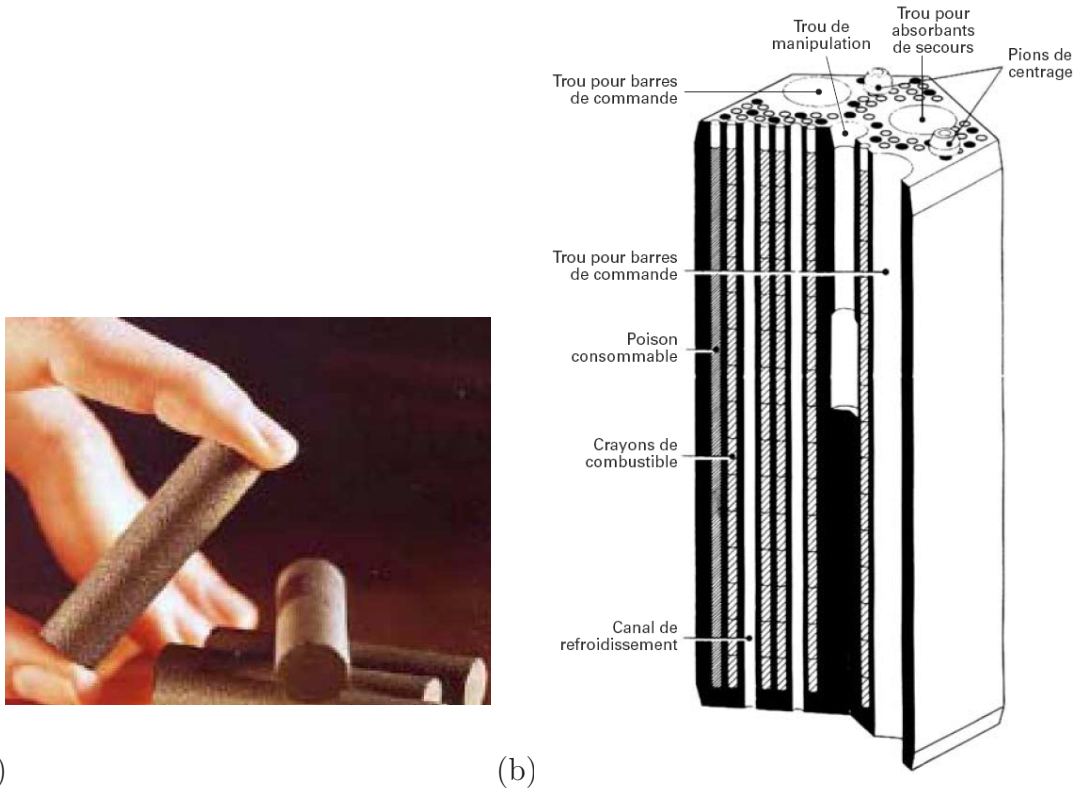 Trou de
manipulation
Trou pour
absorbants
de secours
Pions de
centrage
Trou pour barres
de commande
Trou pour barres
de commande
Poison
consommable
Crayons de
combustible
Canal de
refroidissement
)
(b)